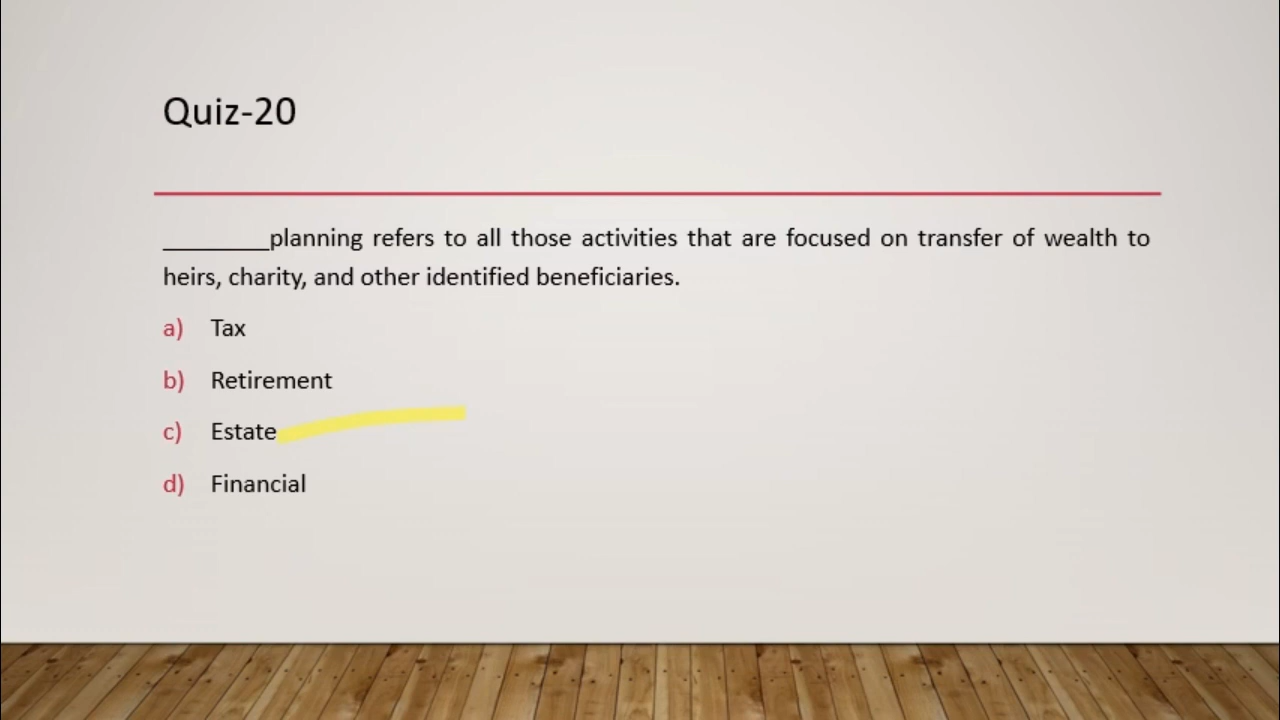 Quiz-20
________planning refers to all those activities that are focused on transfer of wealth to
heirs, charity, and other identified beneficiaries.
a) Tax
b) Retirement
c) Estate
d) Financial